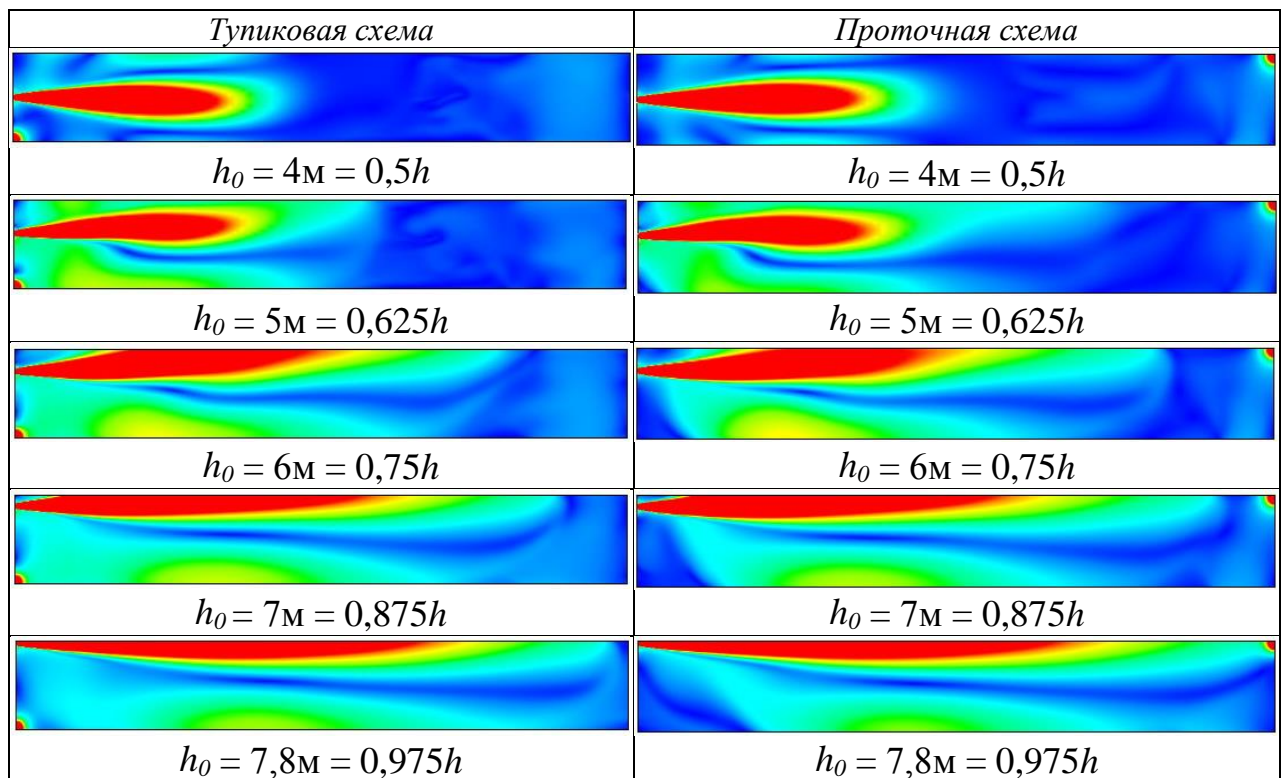 Тупиковая схема Проточная схема
h₀ = 4м = 0,5h h₀ = 4м = 0,5h
h₀ = 5м = 0,625h h₀ = 5м = 0,625h
h₀ = 6м = 0,75h h₀ = 6м = 0,75h
h₀ = 7м = 0,875h h₀ = 7м = 0,875h
h₀ = 7,8м = 0,975h h₀ = 7,8м = 0,975h